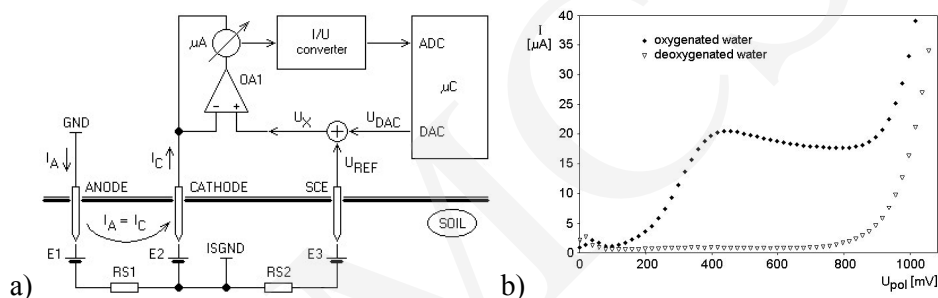 a)
GND
I_A
ANODE
µA
OA1
- +
I/U
converter
ADC
µC
DAC
U_X
U_DAC
U_REF
I_C
CATHODE
SCE
I_A = I_C
SOIL
E1
E2
ISGND
E3
RS1
RS2
b)
I
[µA]
40
35
30
25
20
15
10
5
0
oxygenated water
deoxygenated water
0 200 400 600 800 1000
U_pol [mV]